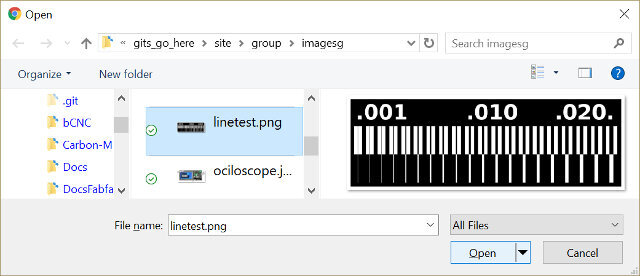 Open
« gits_go_here > site > group > imagesg
Search imagesg
Organize
New folder
?
.git
bCNC
Carbon-M
Docs
DocsFabfa
linetest.png
ociloscope.j...
.001 .010 .020.
File name: linetest.png
All Files
Open
Cancel